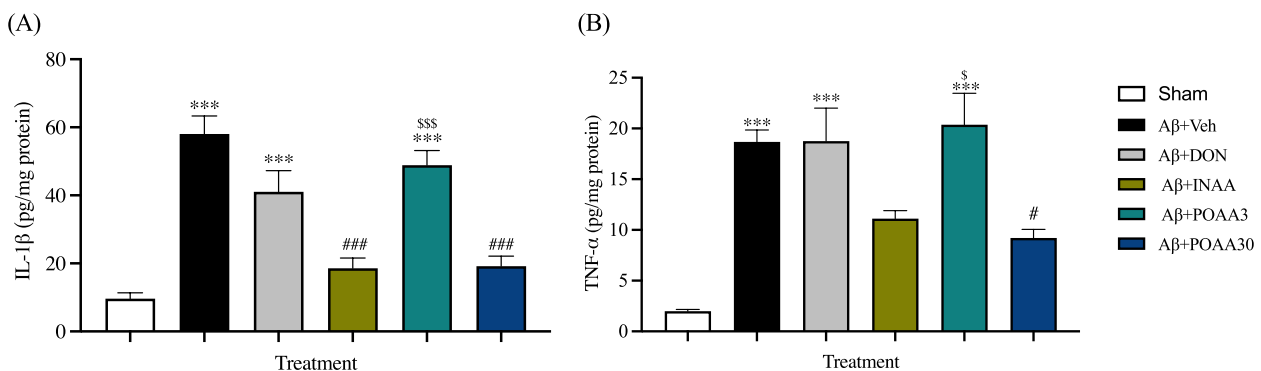 (A)
IL-1β (pg/mg protein)
80
60
40
20
0
***
***
###
$$$
***
###
Treatment
(B)
TNF-α (pg/mg protein)
25
20
15
10
5
0
***
***
$
***
#
Treatment
Sham
Aβ+Veh
Aβ+DON
Aβ+INAA
Aβ+POAA3
Aβ+POAA30